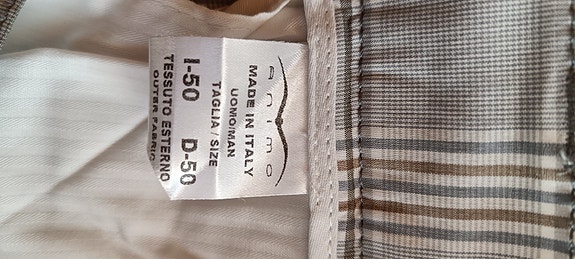 animo
MADE IN ITALY
UOMO/MAN
TAGLIA / SIZE
I-50 D-50
TESSUTO ESTERNO
OUTER FABRIC